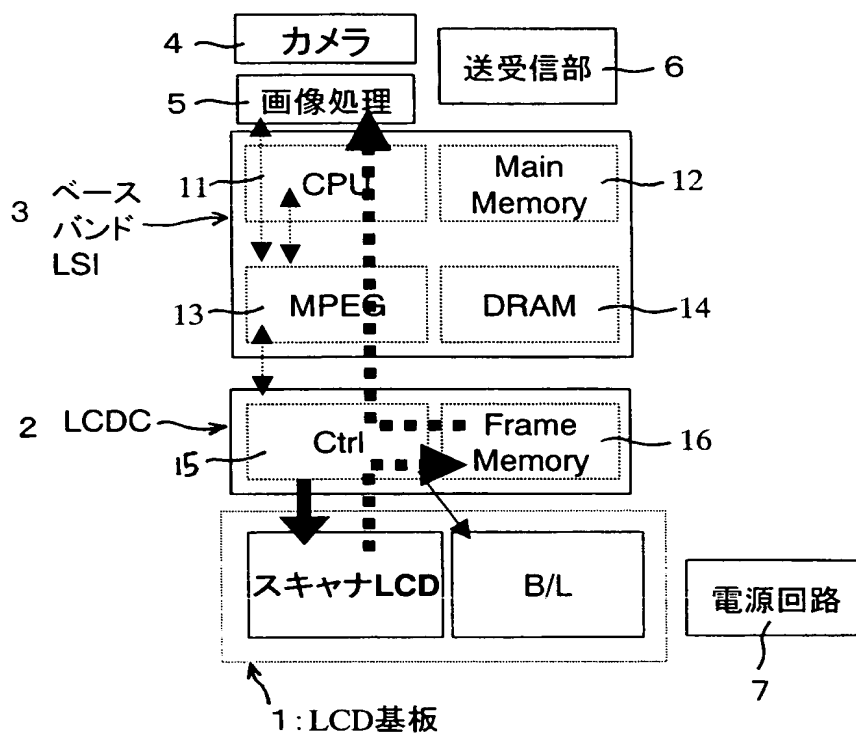 4 カメラ
送受信部 6
5 画像処理
11 CPU
Main
Memory 12
3 ベース
バンド
LSI
13 MPEG
DRAM 14
2 LCDC
15 Ctrl
Frame
Memory 16
スキャナLCD
B/L
電源回路
7
1:LCD基板